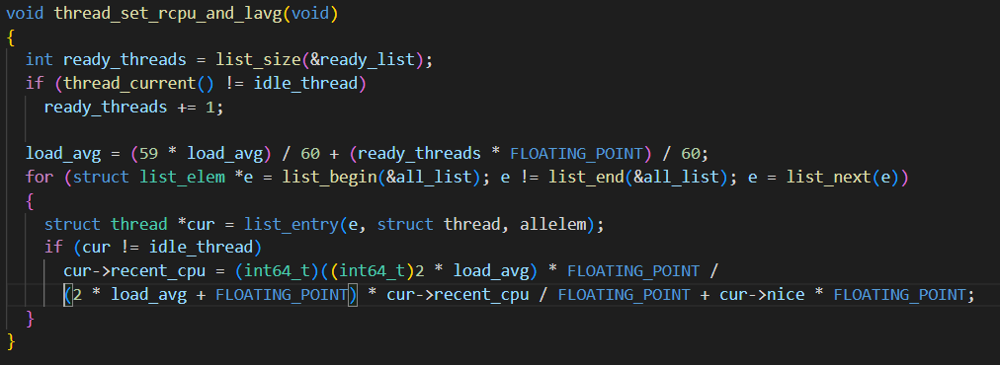 void thread_set_rcpu_and_lavg(void)
{
  int ready_threads = list_size(&ready_list);
  if (thread_current() != idle_thread)
    ready_threads += 1;

  load_avg = (59 * load_avg) / 60 + (ready_threads * FLOATING_POINT) / 60;
  for (struct list_elem *e = list_begin(&all_list); e != list_end(&all_list); e = list_next(e))
  {
    struct thread *cur = list_entry(e, struct thread, allelem);
    if (cur != idle_thread)
      cur->recent_cpu = (int64_t)((int64_t)2 * load_avg) * FLOATING_POINT /
      (2 * load_avg + FLOATING_POINT) * cur->recent_cpu / FLOATING_POINT + cur->nice * FLOATING_POINT;
  }
}